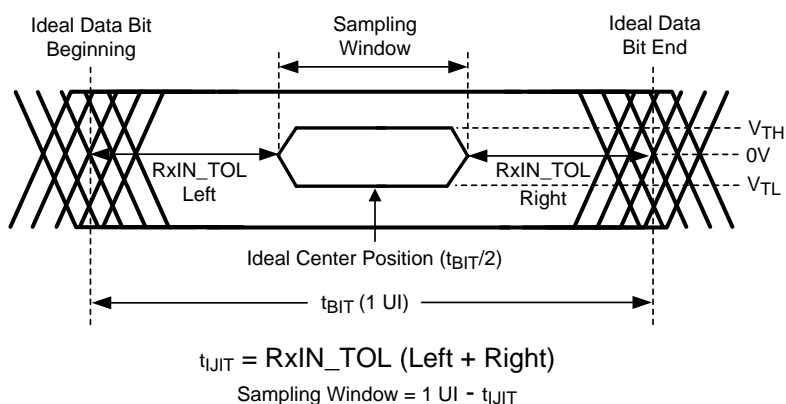 Ideal Data Bit
Beginning
Sampling
Window
Ideal Data
Bit End
VTH
0V
VTL
RxIN_TOL
Left
RxIN_TOL
Right
Ideal Center Position (tBIT/2)
tBIT (1 UI)
tIJIT = RxIN_TOL (Left + Right)
Sampling Window = 1 UI - tIJIT